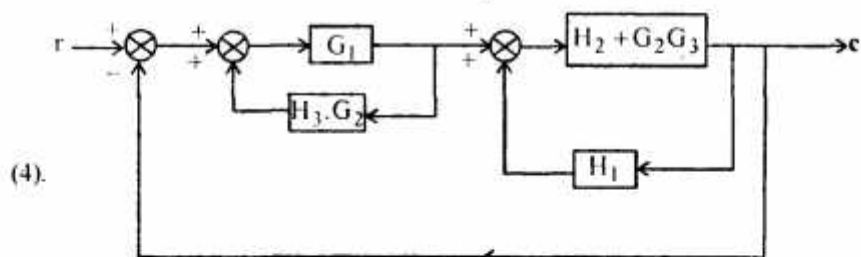 r + − + + G₁ + + H₂ + G₂G₃ c
H₃.G₂
H₁
(4).